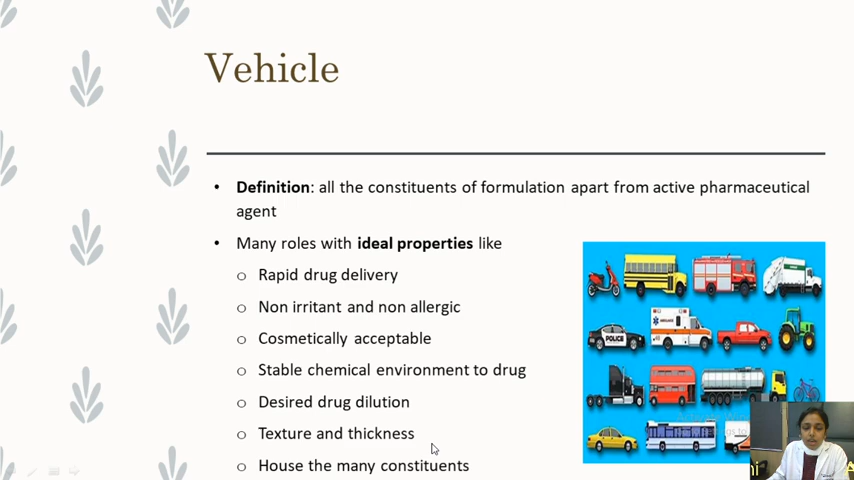 Vehicle
• Definition: all the constituents of formulation apart from active pharmaceutical
agent
• Many roles with ideal properties like
o Rapid drug delivery
o Non irritant and non allergic
o Cosmetically acceptable
o Stable chemical environment to drug
o Desired drug dilution
o Texture and thickness
o House the many constituents
AMBULANCE
POLICE